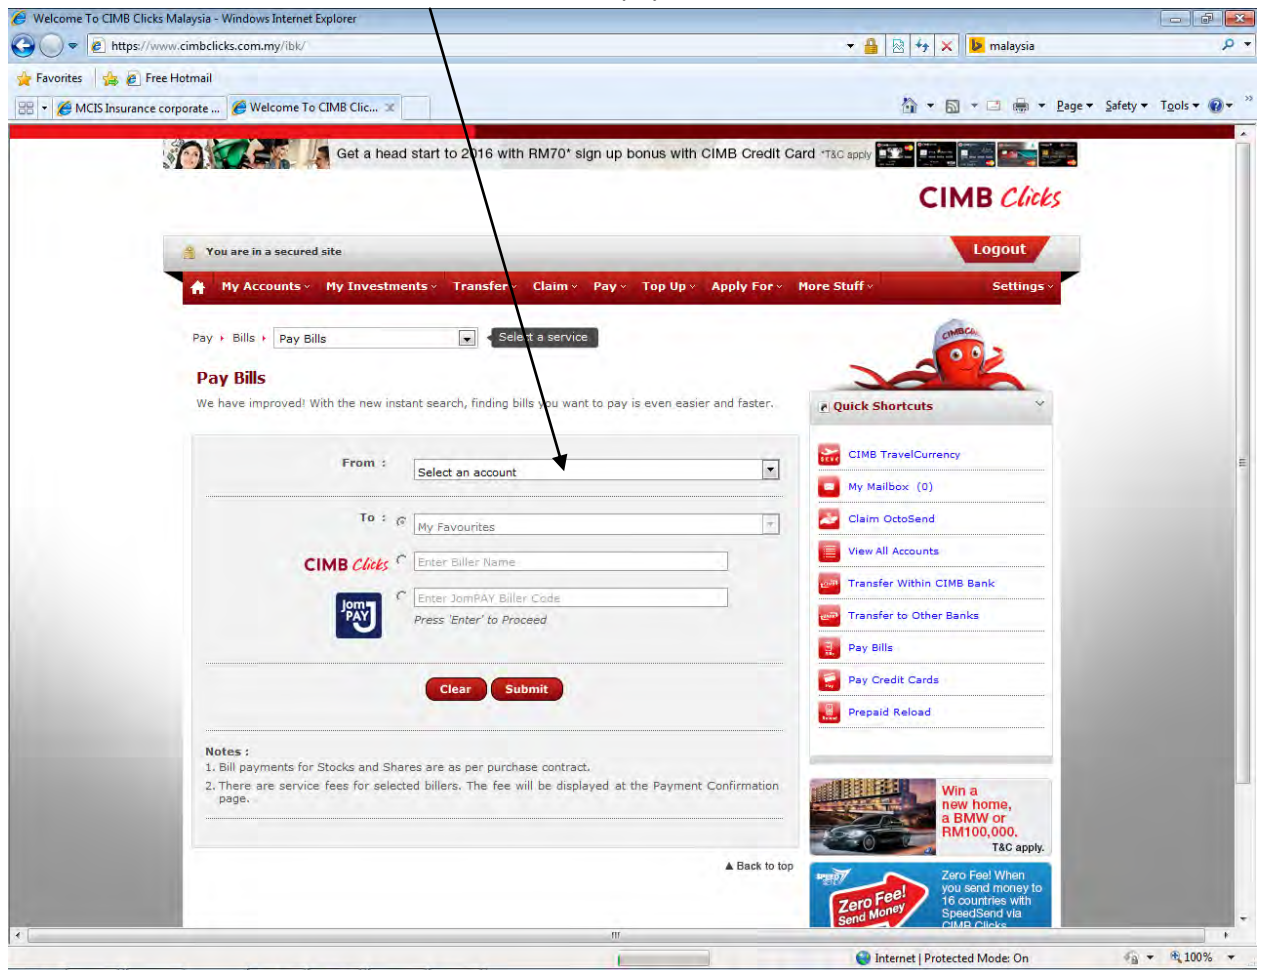 Welcome To CIMB Clicks Malaysia - Windows Internet Explorer
https://www.cimbclicks.com.my/ibk/
malaysia
Favorites
Free Hotmail
MCIS Insurance corporate ...
Welcome To CIMB Clic...
Page
Safety
Tools
Get a head start to 2016 with RM70* sign up bonus with CIMB Credit Card *T&C apply
CIMB Clicks
You are in a secured site
Logout
My Accounts
My Investments
Transfer
Claim
Pay
Top Up
Apply For
More Stuff
Settings
Pay
Bills
Pay Bills
Select a service
Pay Bills
We have improved! With the new instant search, finding bills you want to pay is even easier and faster.
Quick Shortcuts
From :
Select an account
To :
My Favourites
CIMB Clicks
Enter Biller Name
Jom
PAY
Enter JomPAY Biller Code
Press 'Enter' to Proceed
Clear
Submit
Notes :
1. Bill payments for Stocks and Shares are as per purchase contract.
2. There are service fees for selected billers. The fee will be displayed at the Payment Confirmation
page.
Back to top
CIMB TravelCurrency
My Mailbox (0)
Claim OctoSend
View All Accounts
Transfer Within CIMB Bank
Transfer to Other Banks
Pay Bills
Pay Credit Cards
Prepaid Reload
Win a
new home,
a BMW or
RM100,000.
T&C apply.
Zero Fee!
Send Money
Zero Fee! When
you send money to
16 countries with
SpeedSend via
CIMB Clicks
Internet | Protected Mode: On
100%